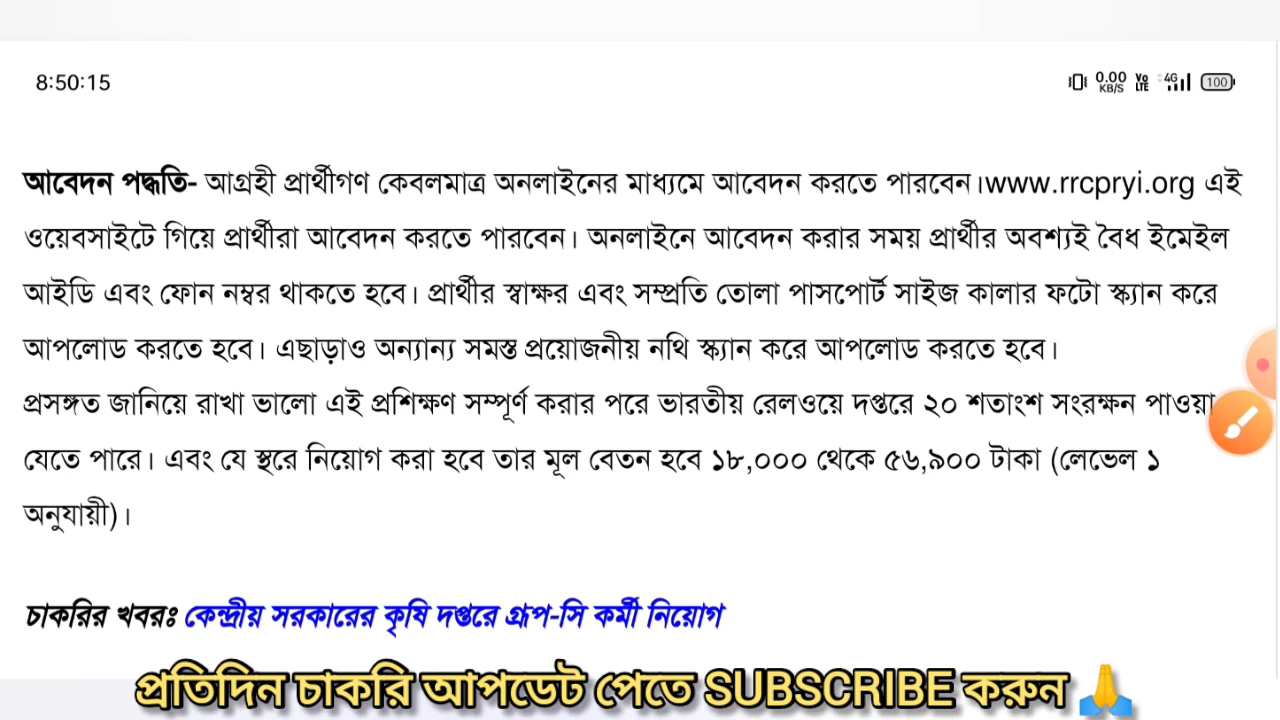 8:50:15
0.00 KB/S Vo LTE 4G 100
আবেদন পদ্ধতি- আগ্রহী প্রার্থীগণ কেবলমাত্র অনলাইনের মাধ্যমে আবেদন করতে পারবেন।www.rrcpryi.org এই
ওয়েবসাইটে গিয়ে প্রার্থীরা আবেদন করতে পারবেন। অনলাইনে আবেদন করার সময় প্রার্থীর অবশ্যই বৈধ ইমেইল
আইডি এবং ফোন নম্বর থাকতে হবে। প্রার্থীর স্বাক্ষর এবং সম্প্রতি তোলা পাসপোর্ট সাইজ কালার ফটো স্ক্যান করে
আপলোড করতে হবে। এছাড়াও অন্যান্য সমস্ত প্রয়োজনীয় নথি স্ক্যান করে আপলোড করতে হবে।
প্রসঙ্গত জানিয়ে রাখা ভালো এই প্রশিক্ষণ সম্পূর্ণ করার পরে ভারতীয় রেলওয়ে দপ্তরে ২০ শতাংশ সংরক্ষন পাওয়া
যেতে পারে। এবং যে স্থরে নিয়োগ করা হবে তার মূল বেতন হবে ১৮,০০০ থেকে ৫৬,৯০০ টাকা (লেভেল ১
অনুযায়ী)।
চাকরির খবরঃ কেন্দ্রীয় সরকারের কৃষি দপ্তরে গ্রূপ-সি কর্মী নিয়োগ
প্রতিদিন চাকরি আপডেট পেতে SUBSCRIBE করুন 🙏